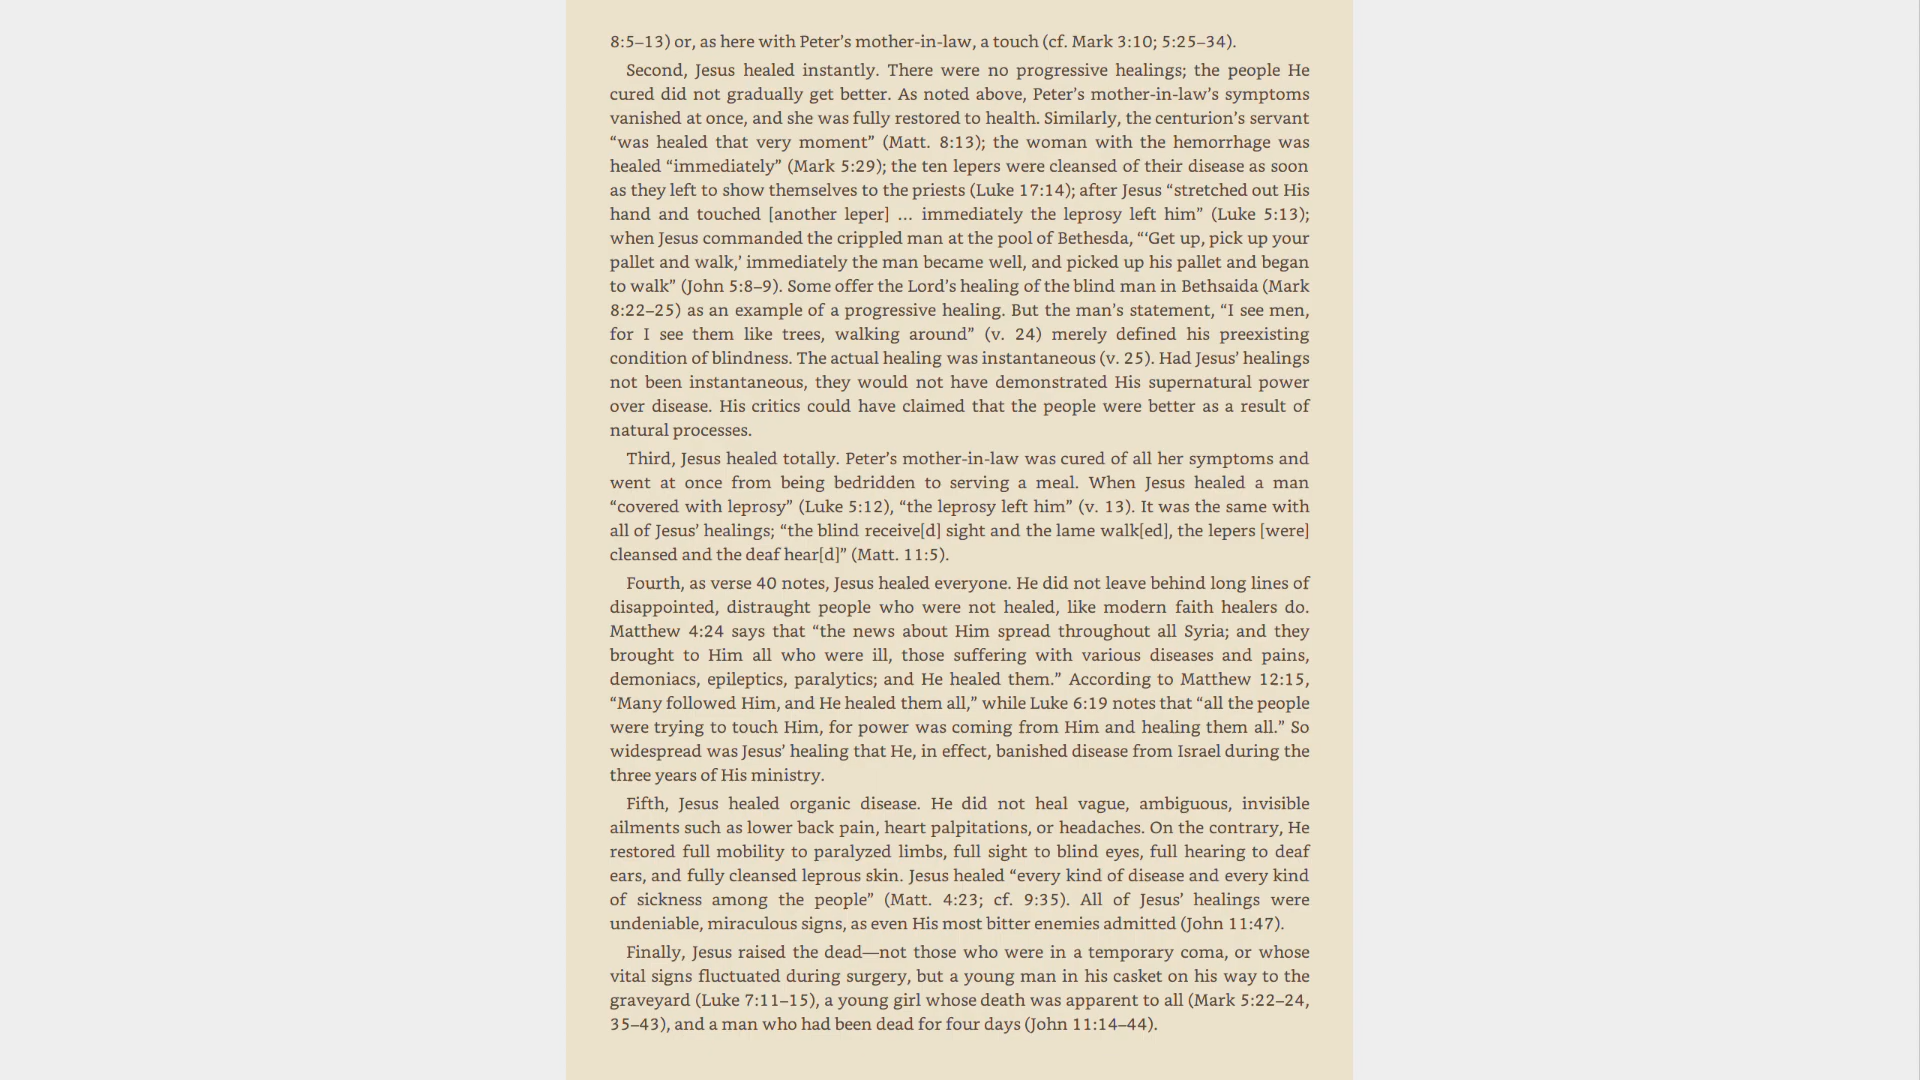 8:5–13) or, as here with Peter’s mother-in-law, a touch (cf. Mark 3:10; 5:25–34).
Second, Jesus healed instantly. There were no progressive healings; the people He
cured did not gradually get better. As noted above, Peter’s mother-in-law’s symptoms
vanished at once, and she was fully restored to health. Similarly, the centurion’s servant
“was healed that very moment” (Matt. 8:13); the woman with the hemorrhage was
healed “immediately” (Mark 5:29); the ten lepers were cleansed of their disease as soon
as they left to show themselves to the priests (Luke 17:14); after Jesus “stretched out His
hand and touched [another leper] … immediately the leprosy left him” (Luke 5:13);
when Jesus commanded the crippled man at the pool of Bethesda, “‘Get up, pick up your
pallet and walk,’ immediately the man became well, and picked up his pallet and began
to walk” (John 5:8–9). Some offer the Lord’s healing of the blind man in Bethsaida (Mark
8:22–25) as an example of a progressive healing. But the man’s statement, “I see men,
for I see them like trees, walking around” (v. 24) merely defined his preexisting
condition of blindness. The actual healing was instantaneous (v. 25). Had Jesus’ healings
not been instantaneous, they would not have demonstrated His supernatural power
over disease. His critics could have claimed that the people were better as a result of
natural processes.
Third, Jesus healed totally. Peter’s mother-in-law was cured of all her symptoms and
went at once from being bedridden to serving a meal. When Jesus healed a man
“covered with leprosy” (Luke 5:12), “the leprosy left him” (v. 13). It was the same with
all of Jesus’ healings; “the blind receive[d] sight and the lame walk[ed], the lepers [were]
cleansed and the deaf hear[d]” (Matt. 11:5).
Fourth, as verse 40 notes, Jesus healed everyone. He did not leave behind long lines of
disappointed, distraught people who were not healed, like modern faith healers do.
Matthew 4:24 says that “the news about Him spread throughout all Syria; and they
brought to Him all who were ill, those suffering with various diseases and pains,
demoniacs, epileptics, paralytics; and He healed them.” According to Matthew 12:15,
“Many followed Him, and He healed them all,” while Luke 6:19 notes that “all the people
were trying to touch Him, for power was coming from Him and healing them all.” So
widespread was Jesus’ healing that He, in effect, banished disease from Israel during the
three years of His ministry.
Fifth, Jesus healed organic disease. He did not heal vague, ambiguous, invisible
ailments such as lower back pain, heart palpitations, or headaches. On the contrary, He
restored full mobility to paralyzed limbs, full sight to blind eyes, full hearing to deaf
ears, and fully cleansed leprous skin. Jesus healed “every kind of disease and every kind
of sickness among the people” (Matt. 4:23; cf. 9:35). All of Jesus’ healings were
undeniable, miraculous signs, as even His most bitter enemies admitted (John 11:47).
Finally, Jesus raised the dead—not those who were in a temporary coma, or whose
vital signs fluctuated during surgery, but a young man in his casket on his way to the
graveyard (Luke 7:11–15), a young girl whose death was apparent to all (Mark 5:22–24,
35–43), and a man who had been dead for four days (John 11:14–44).